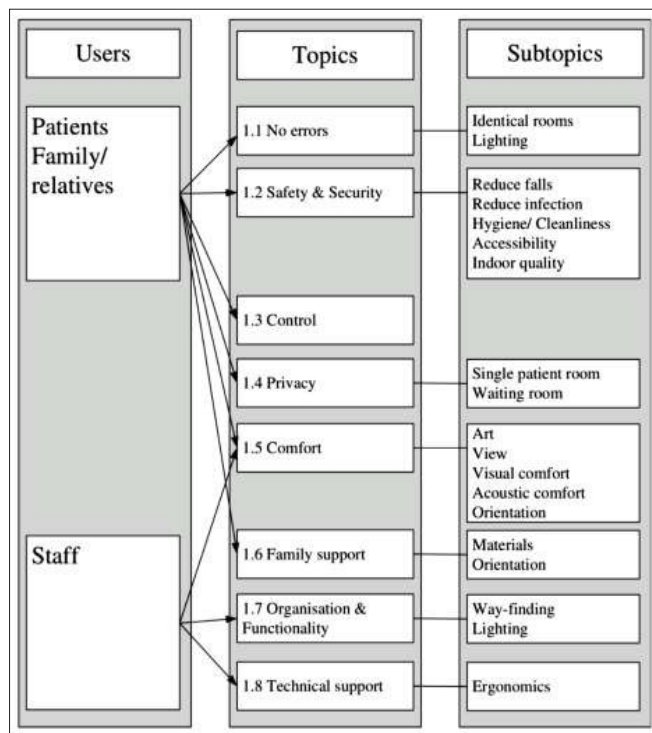 Users
Topics
Subtopics
Patients
Family/
relatives
Staff
1.1 No errors
1.2 Safety & Security
1.3 Control
1.4 Privacy
1.5 Comfort
1.6 Family support
1.7 Organisation &
Functionality
1.8 Technical support
Identical rooms
Lighting
Reduce falls
Reduce infection
Hygiene/ Cleanliness
Accessibility
Indoor quality
Single patient room
Waiting room
Art
View
Visual comfort
Acoustic comfort
Orientation
Materials
Orientation
Way-finding
Lighting
Ergonomics